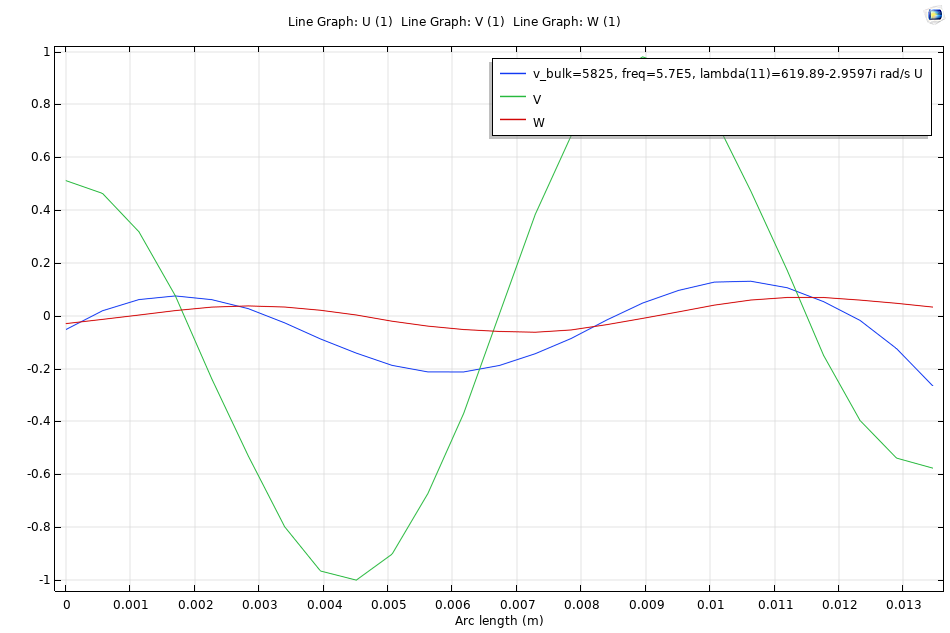 Line Graph: U (1)  Line Graph: V (1)  Line Graph: W (1)
v_bulk=5825, freq=5.7E5, lambda(11)=619.89-2.9597i rad/s U
V
W
1
0.8
0.6
0.4
0.2
0
-0.2
-0.4
-0.6
-0.8
-1
0 0.001 0.002 0.003 0.004 0.005 0.006 0.007 0.008 0.009 0.01 0.011 0.012 0.013
Arc length (m)